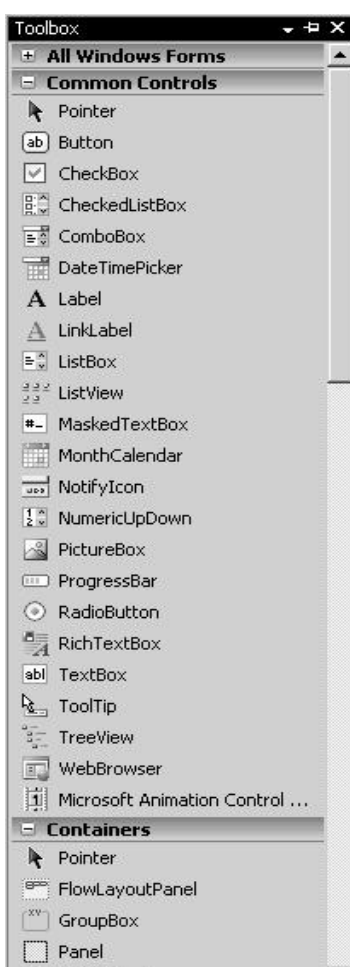 Toolbox
All Windows Forms
Common Controls
Pointer
Button
CheckBox
CheckedListBox
ComboBox
DateTimePicker
Label
LinkLabel
ListBox
ListView
MaskedTextBox
MonthCalendar
NotifyIcon
NumericUpDown
PictureBox
ProgressBar
RadioButton
RichTextBox
TextBox
ToolTip
TreeView
WebBrowser
Microsoft Animation Control ...
Containers
Pointer
FlowLayoutPanel
GroupBox
Panel